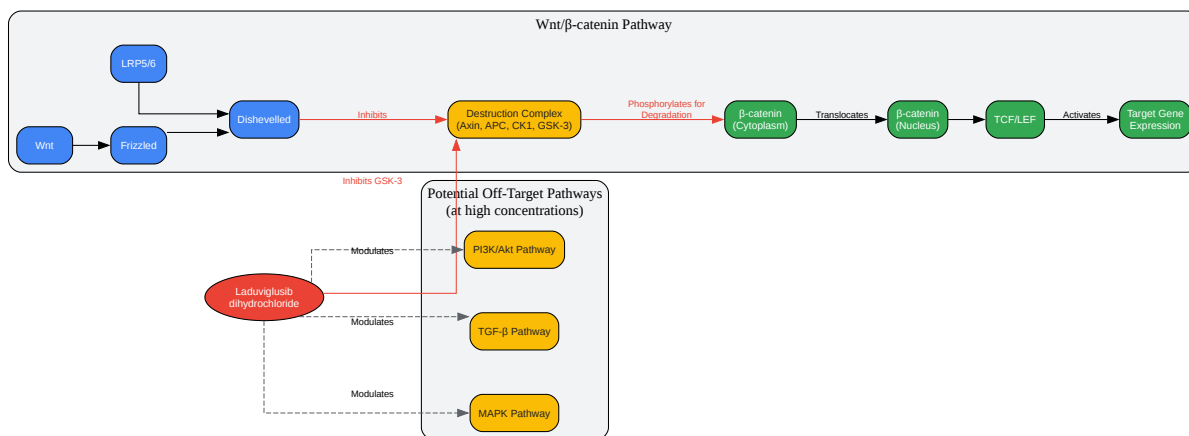 Wnt/β-catenin Pathway
LRP5/6
Wnt
Frizzled
Dishevelled
Inhibits
Destruction Complex
(Axin, APC, CK1, GSK-3)
Phosphorylates for
Degradation
β-catenin
(Cytoplasm)
Translocates
β-catenin
(Nucleus)
TCF/LEF
Activates
Target Gene
Expression
Inhibits GSK-3
Potential Off-Target Pathways
(at high concentrations)
Modulates
PI3K/Akt Pathway
Laduviglusib
dihydrochloride
Modulates
TGF-β Pathway
Modulates
MAPK Pathway